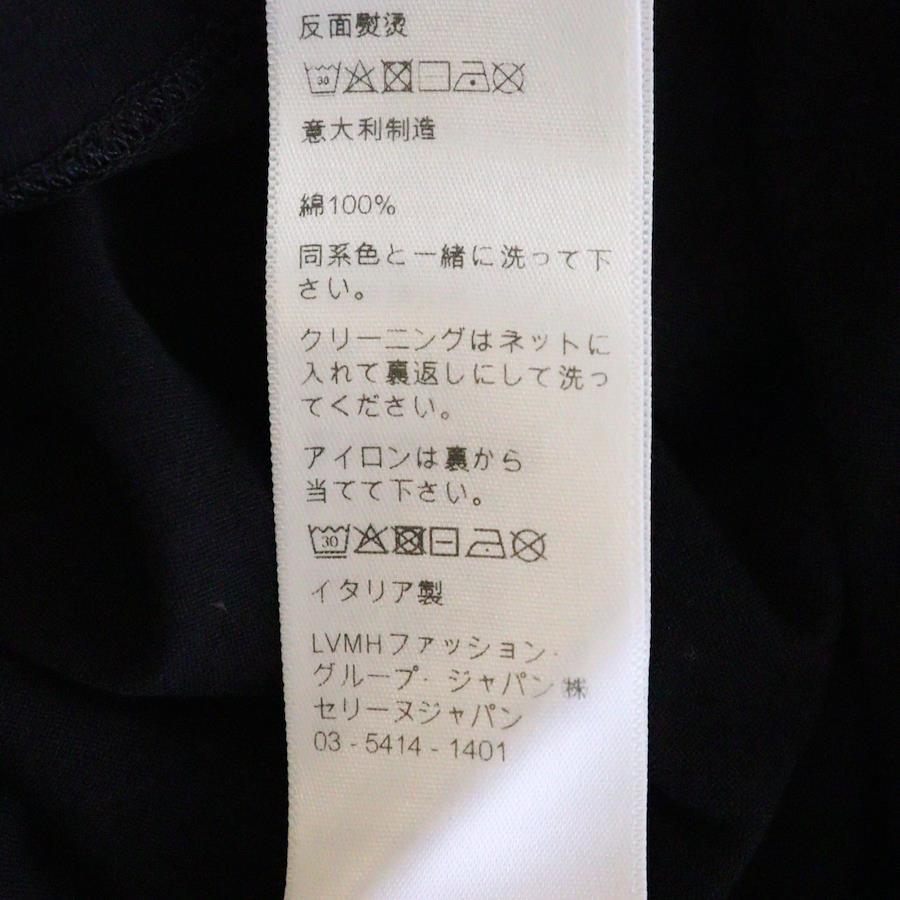 反面熨烫
30
意大利制造
綿100%
同系色と一緒に洗って下
さい。
クリーニングはネットに
入れて裏返しにして洗っ
てください。
アイロンは裏から
当てて下さい。
30
イタリア製
LVMHファッション·
グループ· ジャパン㈱
セリーヌジャパン
03 - 5414 - 1401